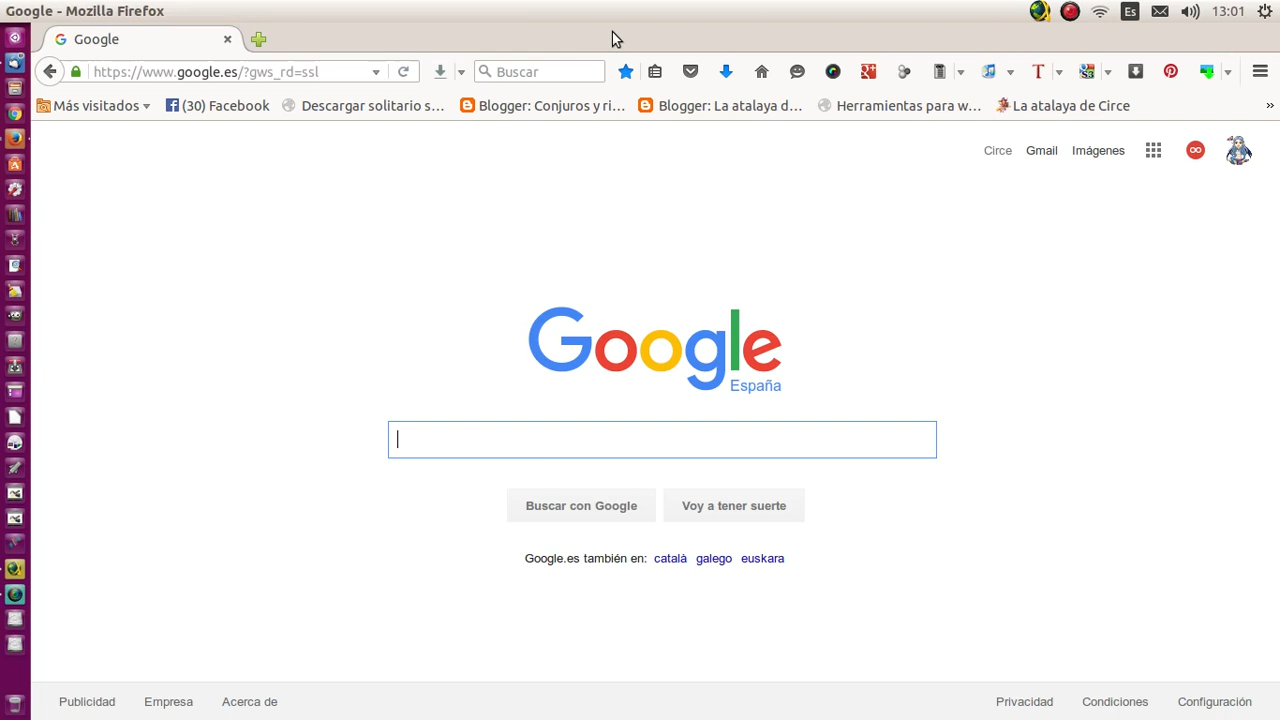 Google - Mozilla Firefox
Es
13:01
Google
https://www.google.es/?gws_rd=ssl
Buscar
Más visitados
(30) Facebook
Descargar solitario s...
Blogger: Conjuros y ri...
Blogger: La atalaya d...
Herramientas para w...
La atalaya de Circe
»
Circe
Gmail
Imágenes
Google
España
Buscar con Google
Voy a tener suerte
Google.es también en: català galego euskara
Publicidad
Empresa
Acerca de
Privacidad
Condiciones
Configuración